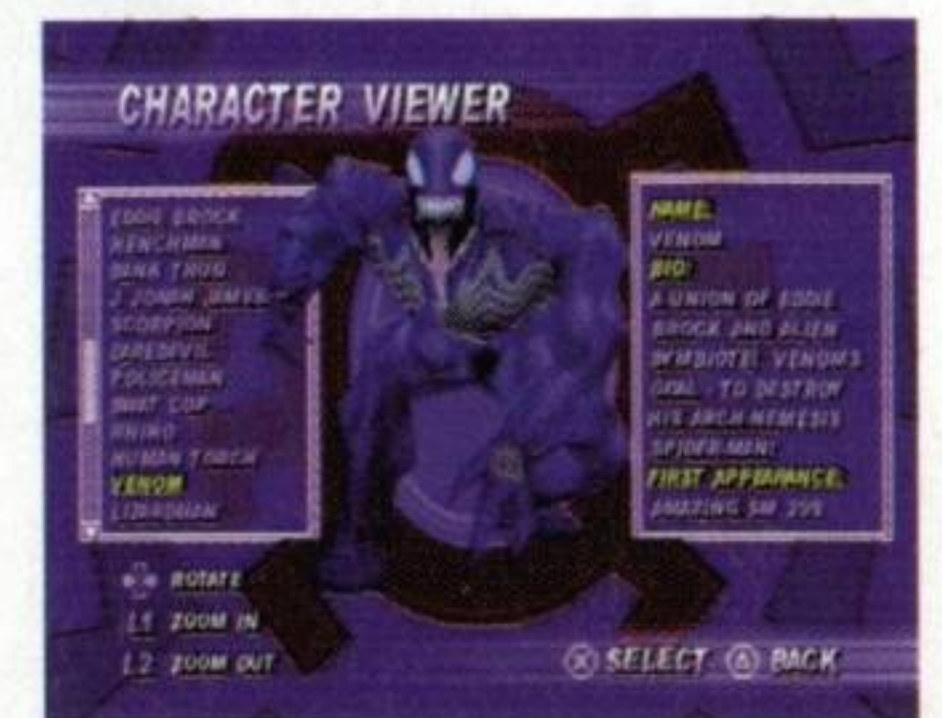 CHARACTER VIEWER
EDDIE BROCK
HENCHMAN
BANK THUG
J JONAH JAMES
SCORPION
DAREDEVIL
POLICEMAN
SWAT COP
RHINO
HUMAN TORCH
VENOM
LIZARDMAN
NAME:
VENOM
BIO:
A UNION OF EDDIE
BROCK AND ALIEN
SYMBIOTE! VENOM'S
GOAL - TO DESTROY
HIS ARCH-NEMESIS
SPIDER-MAN!
FIRST APPEARANCE:
AMAZING SM 299
ROTATE
L1 ZOOM IN
L2 ZOOM OUT
SELECT BACK